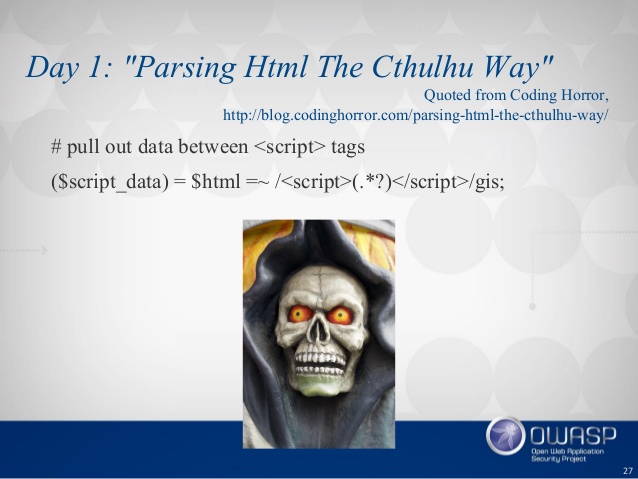 Day 1: "Parsing Html The Cthulhu Way"
Quoted from Coding Horror,
http://blog.codinghorror.com/parsing-html-the-cthulhu-way/
# pull out data between <script> tags
($script_data) = $html =~ /<script>(.*?)</script>/gis;
OWASP
Open Web Application
Security Project
27